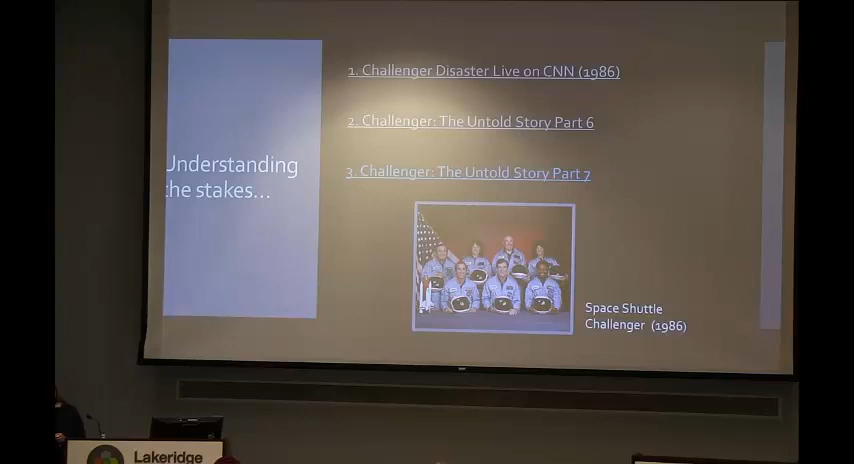 Understanding
the stakes...
1. Challenger Disaster Live on CNN (1986)
2. Challenger: The Untold Story Part 6
3. Challenger: The Untold Story Part 7
Space Shuttle
Challenger (1986)
Lakeridge